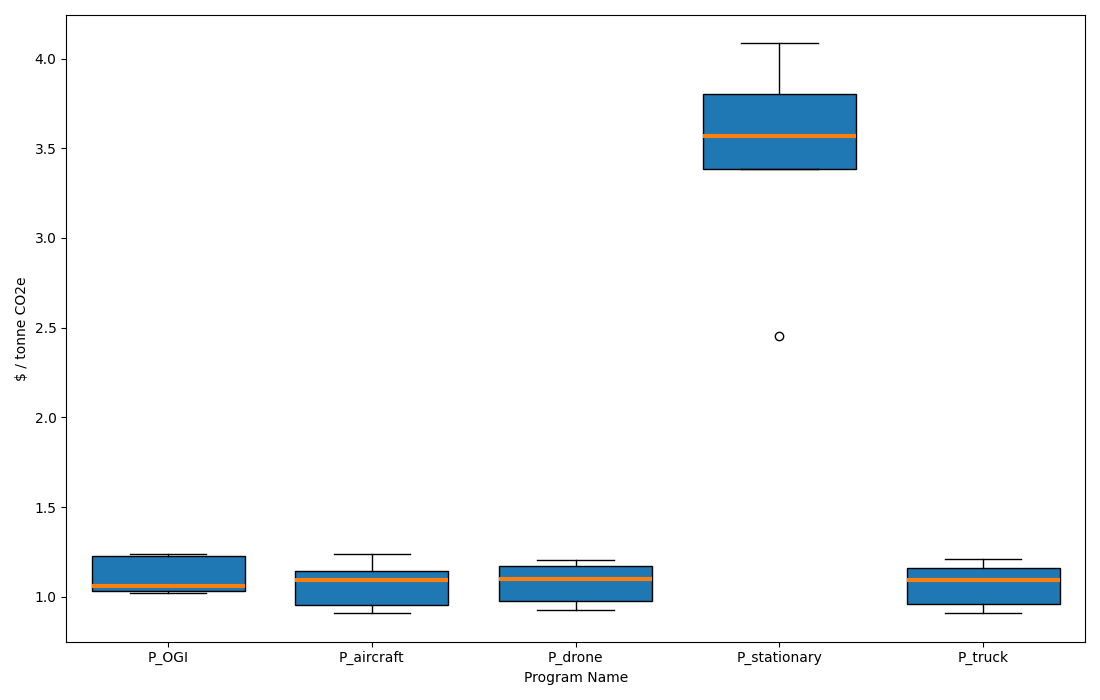 4.0
3.5
3.0
2.5
2.0
1.5
1.0
$ / tonne CO2e
P_OGI P_aircraft P_drone P_stationary P_truck
Program Name